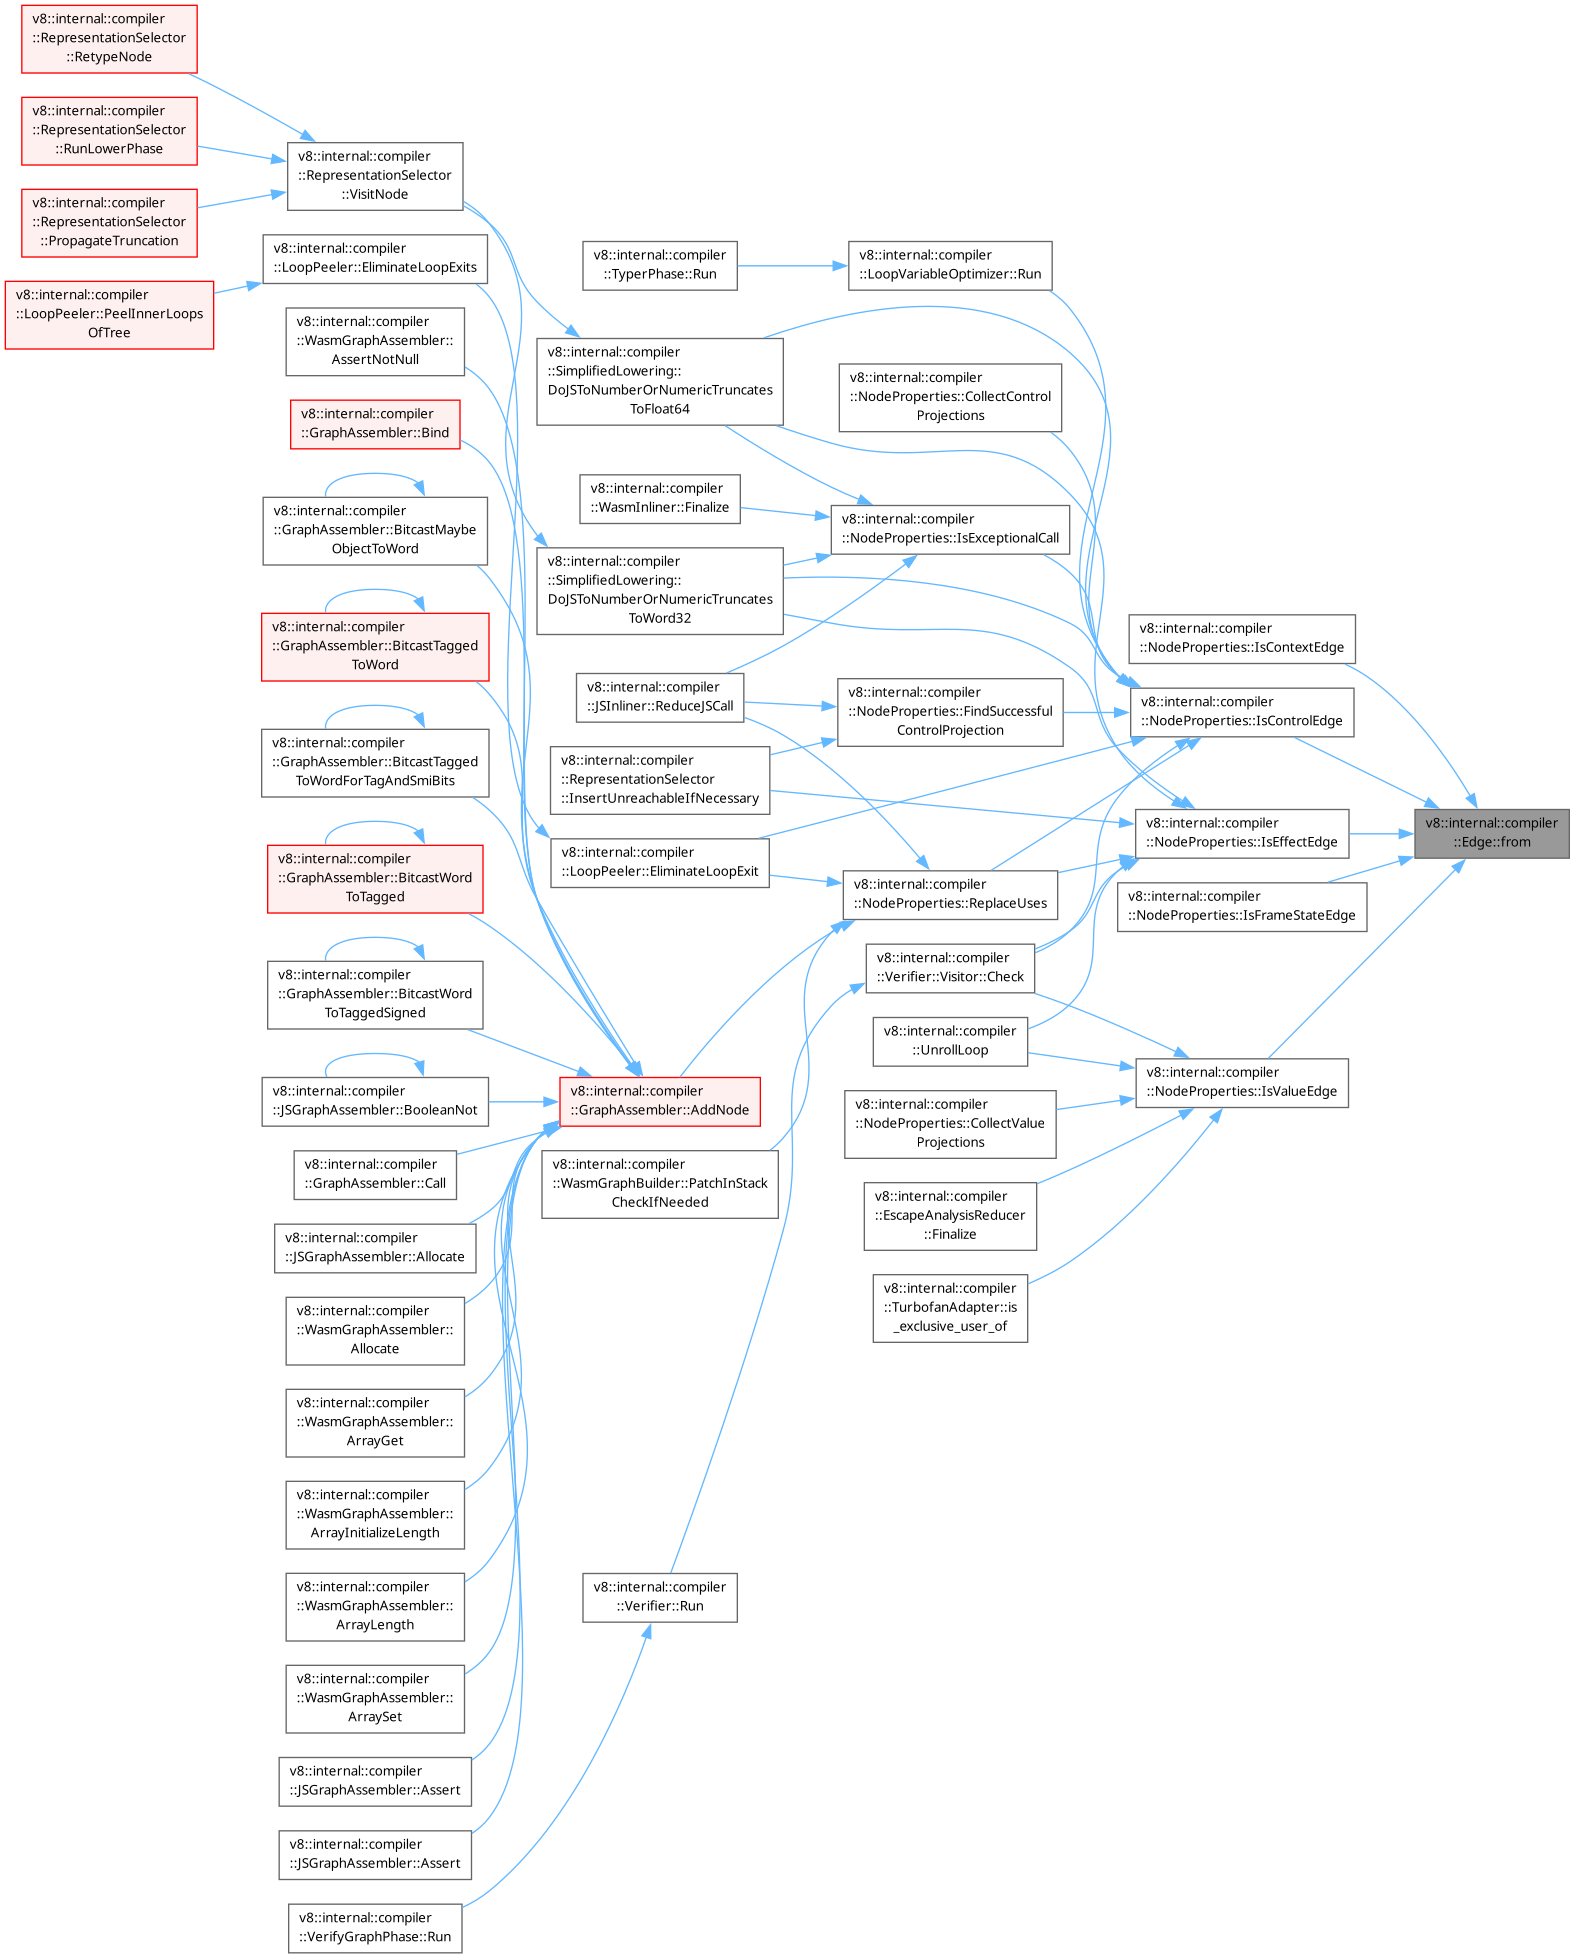 v8::internal::compiler
::RepresentationSelector
::RetypeNode
v8::internal::compiler
::RepresentationSelector
::RunLowerPhase
v8::internal::compiler
::RepresentationSelector
::PropagateTruncation
v8::internal::compiler
::LoopPeeler::PeelInnerLoops
OfTree
v8::internal::compiler
::RepresentationSelector
::VisitNode
v8::internal::compiler
::LoopPeeler::EliminateLoopExits
v8::internal::compiler
::WasmGraphAssembler::
AssertNotNull
v8::internal::compiler
::GraphAssembler::Bind
v8::internal::compiler
::GraphAssembler::BitcastMaybe
ObjectToWord
v8::internal::compiler
::GraphAssembler::BitcastTagged
ToWord
v8::internal::compiler
::GraphAssembler::BitcastTagged
ToWordForTagAndSmiBits
v8::internal::compiler
::GraphAssembler::BitcastWord
ToTagged
v8::internal::compiler
::GraphAssembler::BitcastWord
ToTaggedSigned
v8::internal::compiler
::JSGraphAssembler::BooleanNot
v8::internal::compiler
::GraphAssembler::Call
v8::internal::compiler
::JSGraphAssembler::Allocate
v8::internal::compiler
::WasmGraphAssembler::
Allocate
v8::internal::compiler
::WasmGraphAssembler::
ArrayGet
v8::internal::compiler
::WasmGraphAssembler::
ArrayInitializeLength
v8::internal::compiler
::WasmGraphAssembler::
ArrayLength
v8::internal::compiler
::WasmGraphAssembler::
ArraySet
v8::internal::compiler
::JSGraphAssembler::Assert
v8::internal::compiler
::JSGraphAssembler::Assert
v8::internal::compiler
::VerifyGraphPhase::Run
v8::internal::compiler
::TyperPhase::Run
v8::internal::compiler
::SimplifiedLowering::
DoJSToNumberOrNumericTruncates
ToFloat64
v8::internal::compiler
::WasmInliner::Finalize
v8::internal::compiler
::SimplifiedLowering::
DoJSToNumberOrNumericTruncates
ToWord32
v8::internal::compiler
::JSInliner::ReduceJSCall
v8::internal::compiler
::RepresentationSelector
::InsertUnreachableIfNecessary
v8::internal::compiler
::LoopPeeler::EliminateLoopExit
v8::internal::compiler
::GraphAssembler::AddNode
v8::internal::compiler
::WasmGraphBuilder::PatchInStack
CheckIfNeeded
v8::internal::compiler
::Verifier::Run
v8::internal::compiler
::LoopVariableOptimizer::Run
v8::internal::compiler
::NodeProperties::CollectControl
Projections
v8::internal::compiler
::NodeProperties::IsExceptionalCall
v8::internal::compiler
::NodeProperties::FindSuccessful
ControlProjection
v8::internal::compiler
::NodeProperties::ReplaceUses
v8::internal::compiler
::Verifier::Visitor::Check
v8::internal::compiler
::UnrollLoop
v8::internal::compiler
::NodeProperties::CollectValue
Projections
v8::internal::compiler
::EscapeAnalysisReducer
::Finalize
v8::internal::compiler
::TurbofanAdapter::is
_exclusive_user_of
v8::internal::compiler
::NodeProperties::IsContextEdge
v8::internal::compiler
::NodeProperties::IsControlEdge
v8::internal::compiler
::NodeProperties::IsEffectEdge
v8::internal::compiler
::NodeProperties::IsFrameStateEdge
v8::internal::compiler
::NodeProperties::IsValueEdge
v8::internal::compiler
::Edge::from